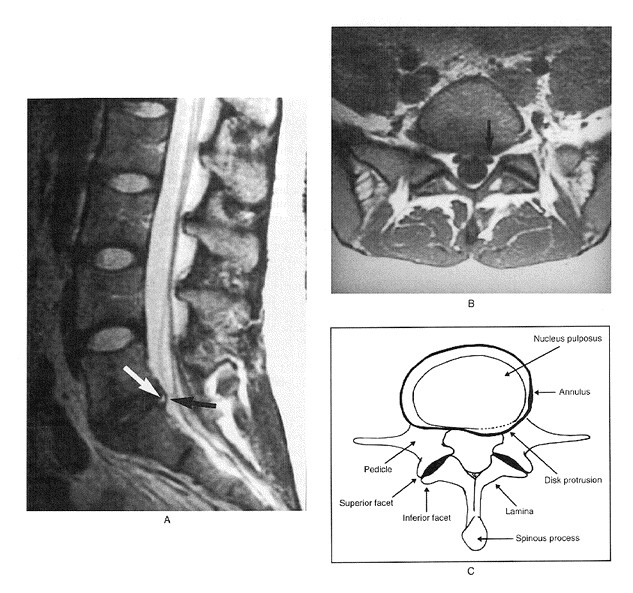 A
B
Nucleus pulposus
Annulus
Pedicle
Disk protrusion
Superior facet
Inferior facet
Lamina
Spinous process
C